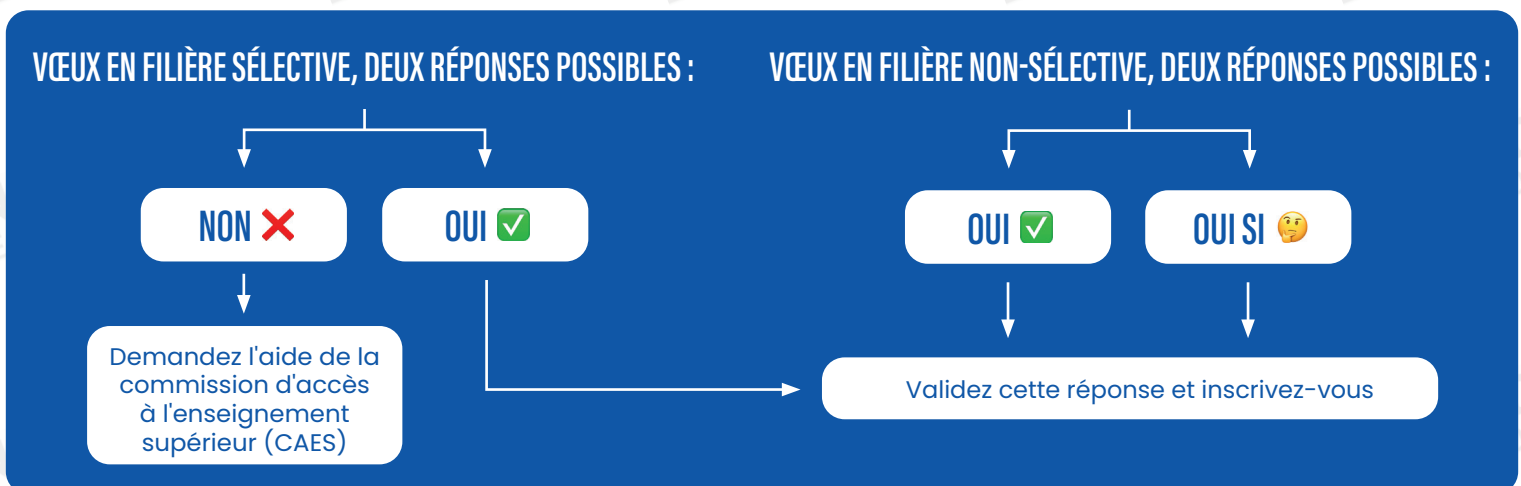 VŒUX EN FILIÈRE SÉLECTIVE, DEUX RÉPONSES POSSIBLES :
NON ❌
OUI ✅
Demandez l'aide de la
commission d'accès
à l'enseignement
supérieur (CAES)
VŒUX EN FILIÈRE NON-SÉLECTIVE, DEUX RÉPONSES POSSIBLES :
OUI ✅
OUI SI 🤔
Validez cette réponse et inscrivez-vous